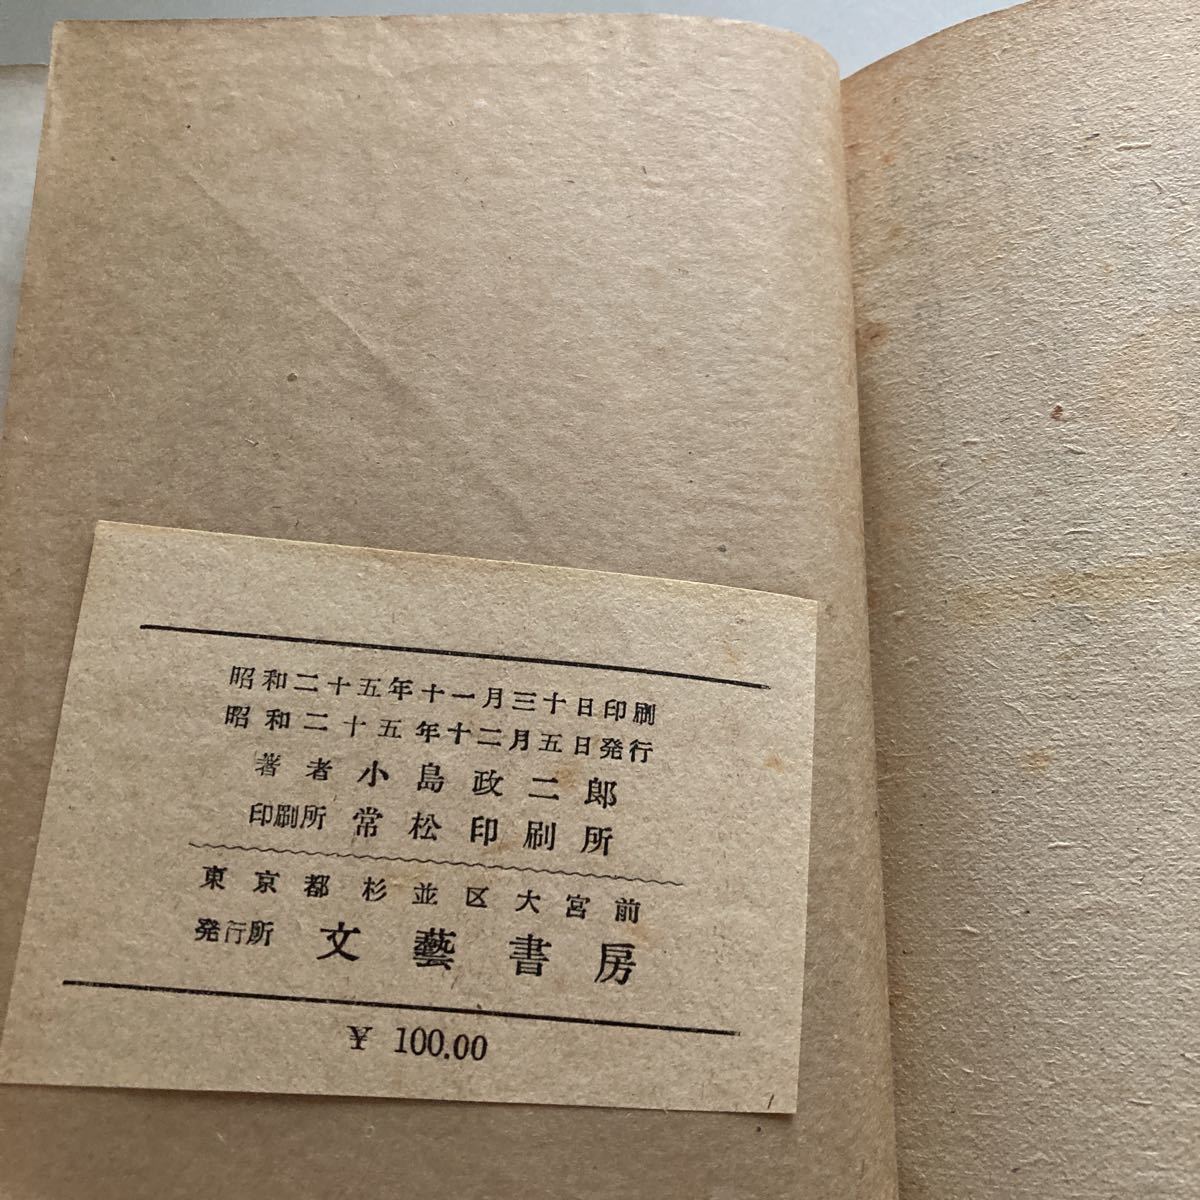 昭和二十五年十一月三十日印刷
昭和二十五年十二月五日発行
著者 小島政二郎
印刷所 常松印刷所
東京都杉並区大宮前
発行所 文藝書房
¥ 100.00